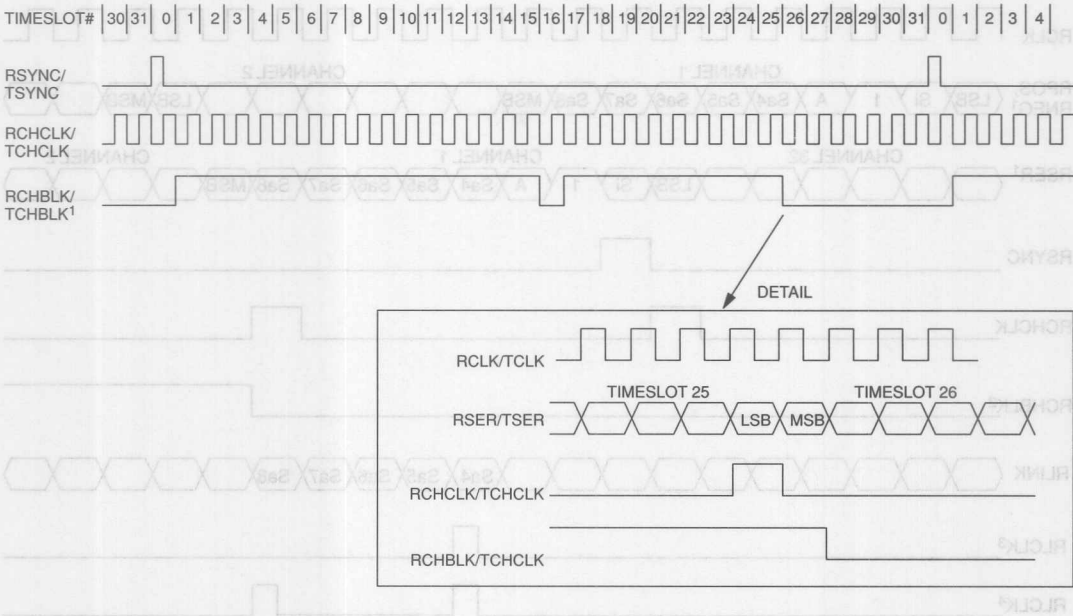 TIMESLOT# 30 31 0 1 2 3 4 5 6 7 8 9 10 11 12 13 14 15 16 17 18 19 20 21 22 23 24 25 26 27 28 29 30 31 0 1 2 3 4
RSYNC/
TSYNC
RCHCLK/
TCHCLK
RCHBLK/
TCHBLK1
DETAIL
RCLK/TCLK
TIMESLOT 25 TIMESLOT 26
RSER/TSER LSB MSB
RCHCLK/TCHCLK
RCHBLK/TCHCLK